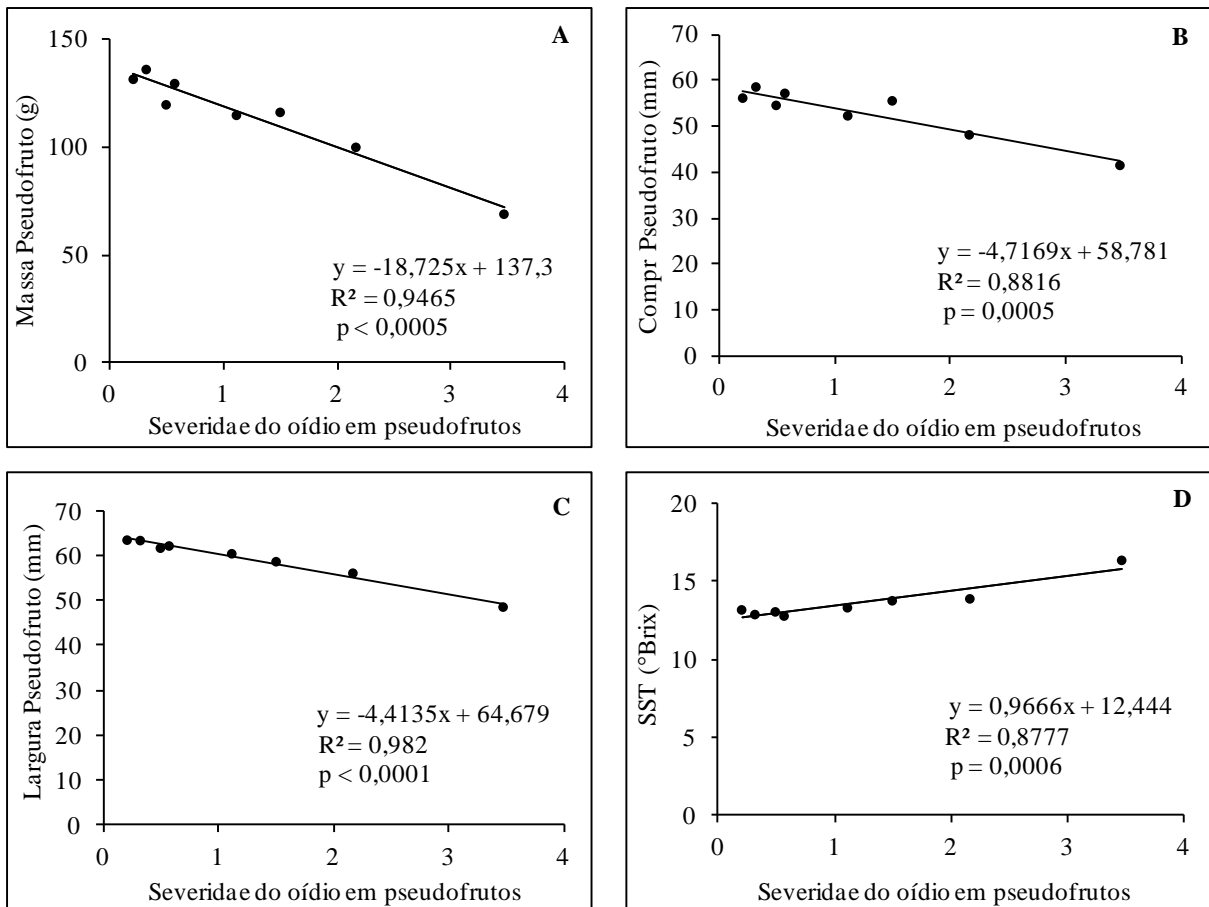 A
Massa Pseudofruto (g)
150
100
50
0
0 1 2 3 4
y = -18,725x + 137,3
R² = 0,9465
p < 0,0005
Severidae do oídio em pseudofrutos
B
Compr Pseudofruto (mm)
70
60
50
40
30
20
10
0
0 1 2 3 4
y = -4,7169x + 58,781
R² = 0,8816
p = 0,0005
Severidae do oídio em pseudofrutos
C
Largura Pseudofruto (mm)
70
60
50
40
30
20
10
0
0 1 2 3 4
y = -4,4135x + 64,679
R² = 0,982
p < 0,0001
Severidae do oídio em pseudofrutos
D
SST (°Brix)
20
15
10
5
0
0 1 2 3 4
y = 0,9666x + 12,444
R² = 0,8777
p = 0,0006
Severidae do oídio em pseudofrutos